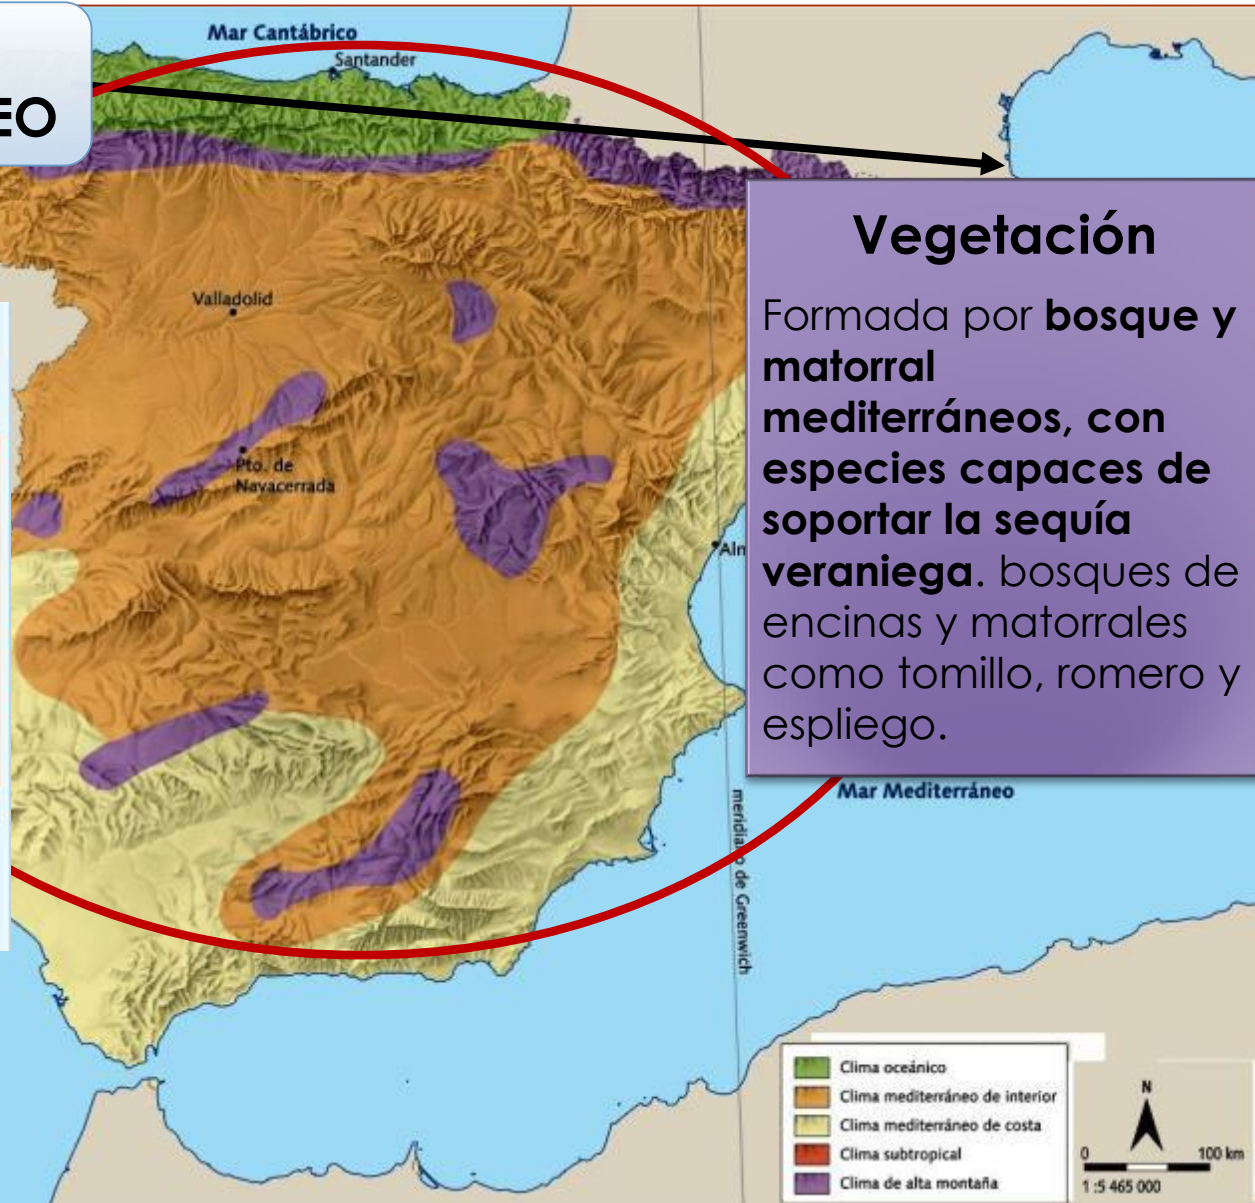 Mar Cantábrico
Santander
EO
Vegetación
Formada por bosque y
matorral
mediterráneos, con
especies capaces de
soportar la sequía
veraniega. bosques de
encinas y matorrales
como tomillo, romero y
espliego.
Valladolid
Pto. de
Navacerrada
Alm
Mar Mediterráneo
meridiano de Greenwich
Clima oceánico
Clima mediterráneo de interior
Clima mediterráneo de costa
Clima subtropical
Clima de alta montaña
N
0 100 km
1 :5 465 000